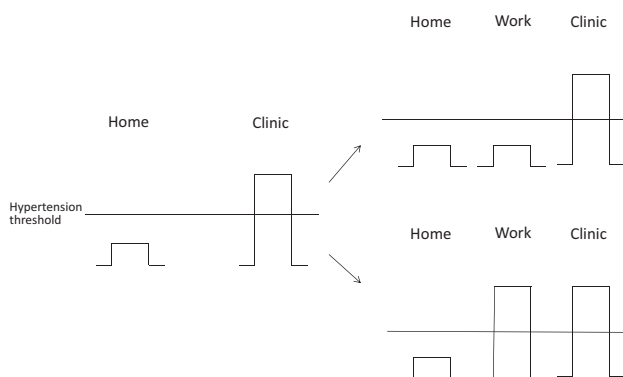 Home Work Clinic
Home Clinic
Hypertension
threshold
Home Work Clinic